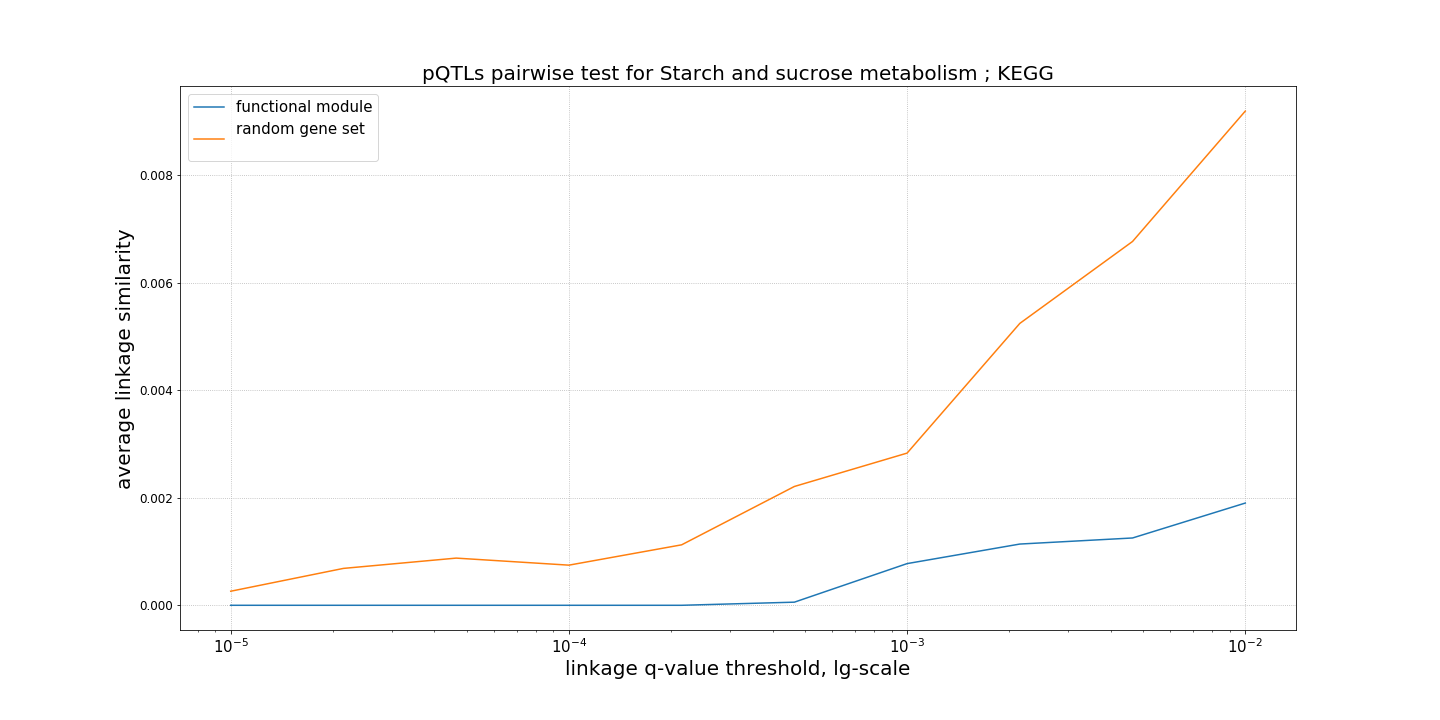 pQTLs pairwise test for Starch and sucrose metabolism ; KEGG
functional module
random gene set
average linkage similarity
0.008
0.006
0.004
0.002
0.000
10⁻⁵ 10⁻⁴ 10⁻³ 10⁻²
linkage q-value threshold, lg-scale